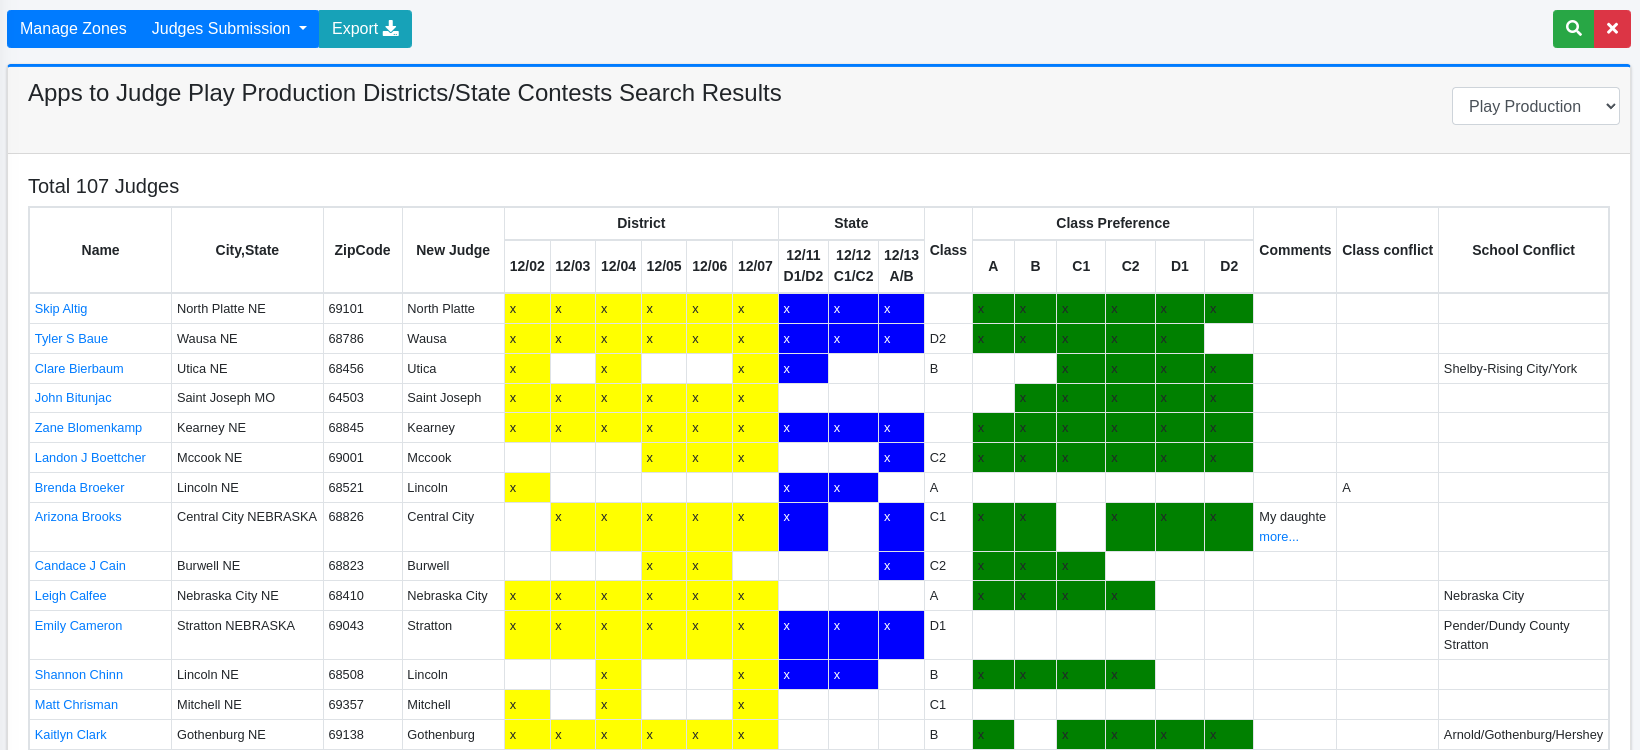 Manage Zones Judges Submission Export
Apps to Judge Play Production Districts/State Contests Search Results
Play Production
Total 107 Judges
Name City,State ZipCode New Judge District State Class Class Preference Comments Class conflict School Conflict
12/02 12/03 12/04 12/05 12/06 12/07 12/11 D1/D2 12/12 C1/C2 12/13 A/B A B C1 C2 D1 D2
Skip Altig North Platte NE 69101 North Platte x x x x x x x x x x x x x x x
Tyler S Baue Wausa NE 68786 Wausa x x x x x x x x x D2 x x x x x
Clare Bierbaum Utica NE 68456 Utica x x x x B x x x x Shelby-Rising City/York
John Bitunjac Saint Joseph MO 64503 Saint Joseph x x x x x x x x x x x
Zane Blomenkamp Kearney NE 68845 Kearney x x x x x x x x x x x x x x x
Landon J Boettcher Mccook NE 69001 Mccook x x x x C2 x x x x x x
Brenda Broeker Lincoln NE 68521 Lincoln x x x A A
Arizona Brooks Central City NEBRASKA 68826 Central City x x x x x x x C1 x x x x x My daughte
more...
Candace J Cain Burwell NE 68823 Burwell x x x C2 x x x
Leigh Calfee Nebraska City NE 68410 Nebraska City x x x x x x A x x x x Nebraska City
Emily Cameron Stratton NEBRASKA 69043 Stratton x x x x x x x x x D1 Pender/Dundy County
Stratton
Shannon Chinn Lincoln NE 68508 Lincoln x x x x B x x x x
Matt Chrisman Mitchell NE 69357 Mitchell x x x C1
Kaitlyn Clark Gothenburg NE 69138 Gothenburg x x x x x x B x x x x x Arnold/Gothenburg/Hershey